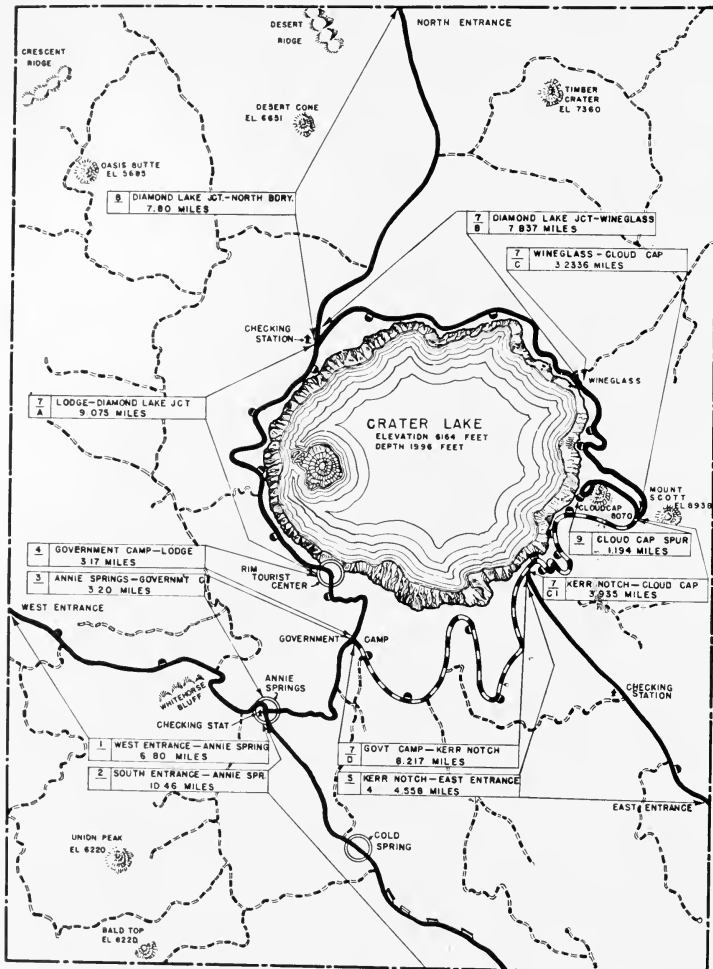 NORTH ENTRANCE
DESERT
RIDGE
CRESCENT
RIDGE
TIMBER
CRATER
EL 7360
DESERT CONE
EL 6651
OASIS BUTTE
EL 5695
8 DIAMOND LAKE JCT.-NORTH BDRY.
7.80 MILES
7 DIAMOND LAKE JCT-WINEGLASS
B 7 837 MILES
7 WINEGLASS-CLOUD CAP
C 3 2336 MILES
CHECKING
STATION
WINEGLASS
7 LODGE-DIAMOND LAKE JCT
A 9.075 MILES
CRATER LAKE
ELEVATION 6164 FEET
DEPTH 1996 FEET
MOUNT
SCOTT
EL 8938
CLOUDCAP
8070
9 CLOUD CAP SPUR
1.194 MILES
4 GOVERNMENT CAMP-LODGE
3.17 MILES
3 ANNIE SPRINGS-GOVERNM'T C
3.20 MILES
RIM
TOURIST
CENTER
7 KERR NOTCH-CLOUD CAP
C1 3.935 MILES
WEST ENTRANCE
GOVERNMENT CAMP
ANNIE
SPRINGS
WHITEHORSE
BLUFF
CHECKING STAT
CHECKING
STATION
1 WEST ENTRANCE-ANNIE SPRING
6 80 MILES
2 SOUTH ENTRANCE-ANNIE SPR.
10 46 MILES
7 GOVT CAMP-KERR NOTCH
D 8.217 MILES
5 KERR NOTCH-EAST ENTRANCE
4 4.558 MILES
EAST ENTRANCE
COLD
SPRING
UNION PEAK
EL 6220
BALD TOP
EL 6220